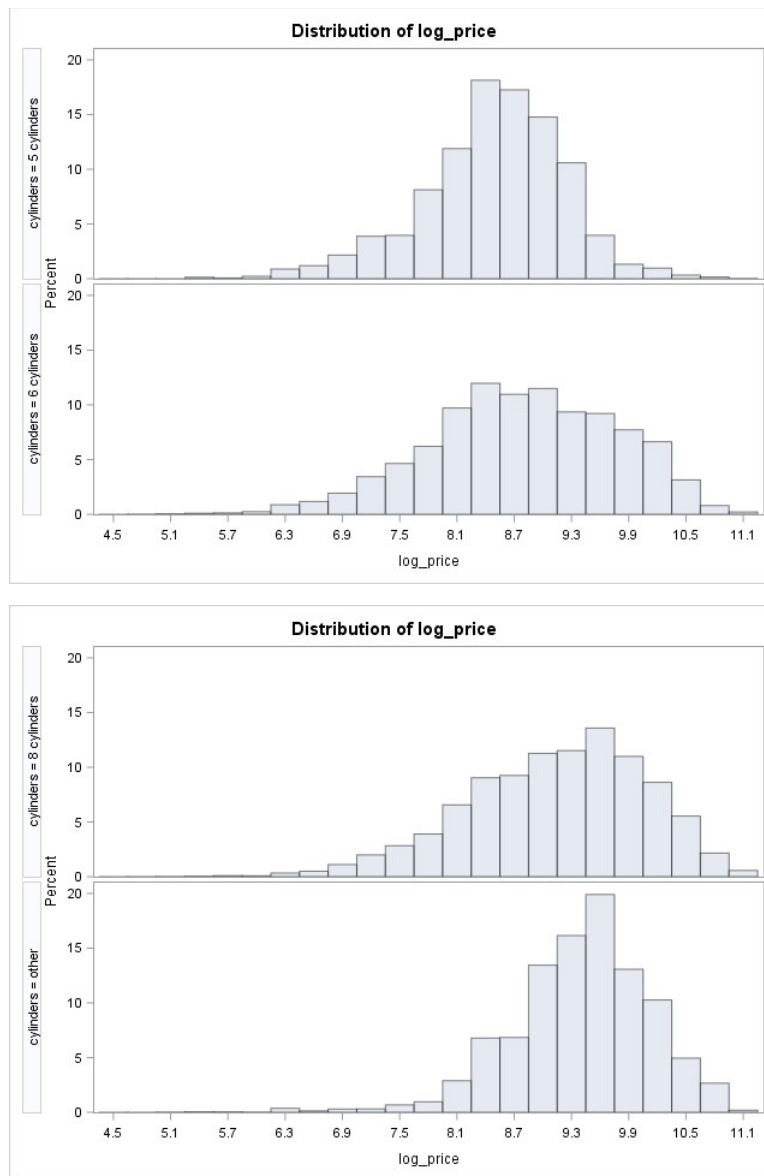 Distribution of log_price
cylinders = 5 cylinders
20
15
10
5
0
Percent
cylinders = 6 cylinders
20
15
10
5
0
4.5 5.1 5.7 6.3 6.9 7.5 8.1 8.7 9.3 9.9 10.5 11.1
log_price
Distribution of log_price
cylinders = 8 cylinders
20
15
10
5
0
Percent
cylinders = other
20
15
10
5
0
4.5 5.1 5.7 6.3 6.9 7.5 8.1 8.7 9.3 9.9 10.5 11.1
log_price